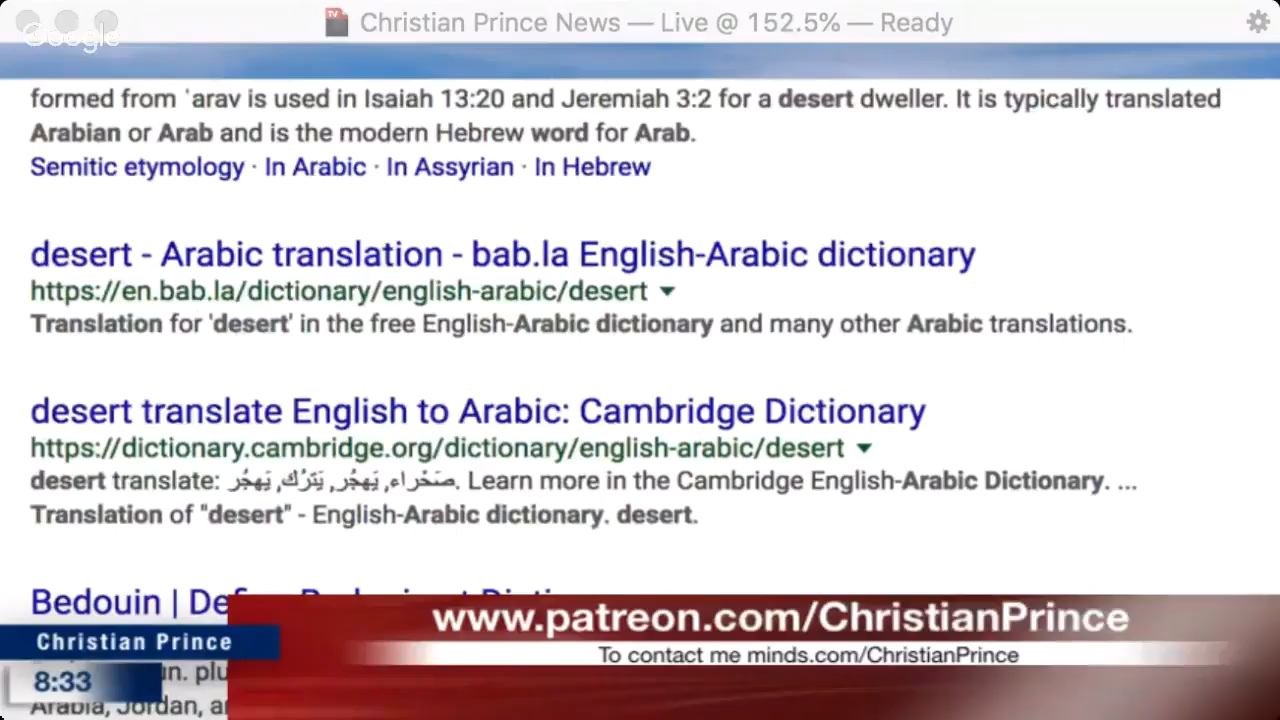 Google
Christian Prince News — Live @ 152.5% — Ready
formed from ʿarav is used in Isaiah 13:20 and Jeremiah 3:2 for a desert dweller. It is typically translated
Arabian or Arab and is the modern Hebrew word for Arab.
Semitic etymology · In Arabic · In Assyrian · In Hebrew
desert - Arabic translation - bab.la English-Arabic dictionary
https://en.bab.la/dictionary/english-arabic/desert
Translation for 'desert' in the free English-Arabic dictionary and many other Arabic translations.
desert translate English to Arabic: Cambridge Dictionary
https://dictionary.cambridge.org/dictionary/english-arabic/desert
desert translate: صَحْراء, يَهجُر, يَترُك, يَهجُر. Learn more in the Cambridge English-Arabic Dictionary. ...
Translation of "desert" - English-Arabic dictionary. desert.
Bedouin |
www.patreon.com/ChristianPrince
Christian Prince
To contact me minds.com/ChristianPrince
8:33
Arabia, Jordan,